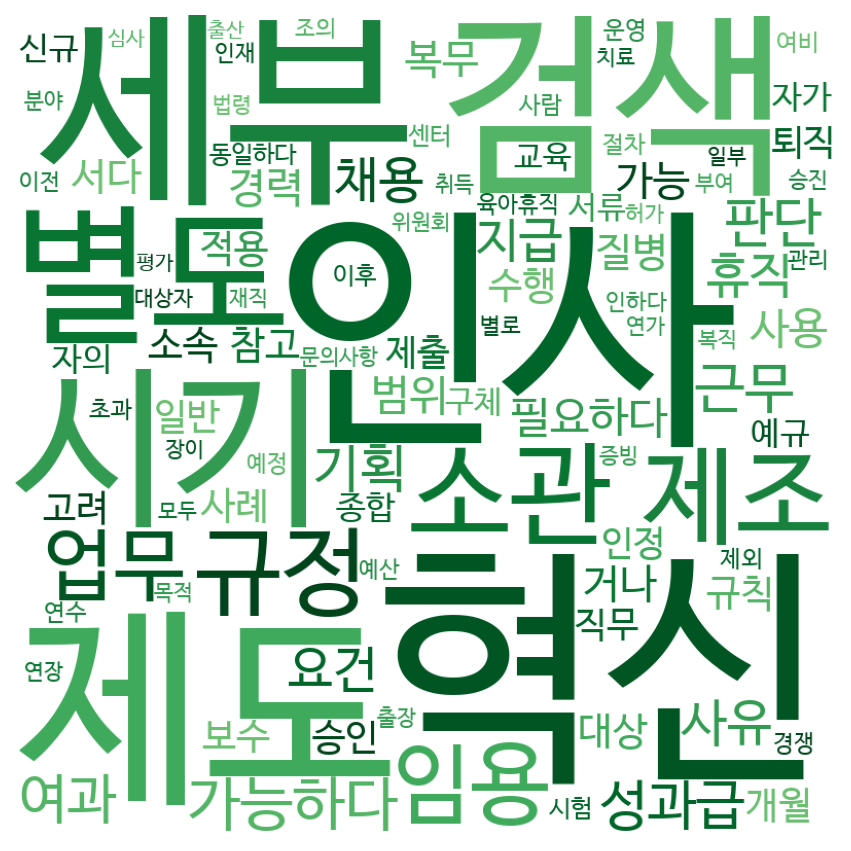 신규
심사
출산
인재
조의
복무
운영
치료
여비
세부
검색
분야
법령
사람
자가
동일하다
센터
교육
절차
일부
퇴직
이전
서다
경력
채용
취득
가능
부여
승진
육아휴직
서류
허가
위원회
판단
별도
인사
적용
지급
질병
휴직
관리
평가
이후
대상자
재직
수행
인하다
연가
별로
사용
복직
자의
소속
참고
문의사항
제출
시기
근무
초과
일반
범위
구체
필요하다
예규
장이
예정
기획
소관
증빙
제조
고려
모두
사례
종합
업무
규정
혁신
인정
제외
예산
거나
규칙
목적
연수
직무
제도
연장
요건
출장
보수
승인
대상
사유
경쟁
여과
가능하다
임용
시험
성과급
개월